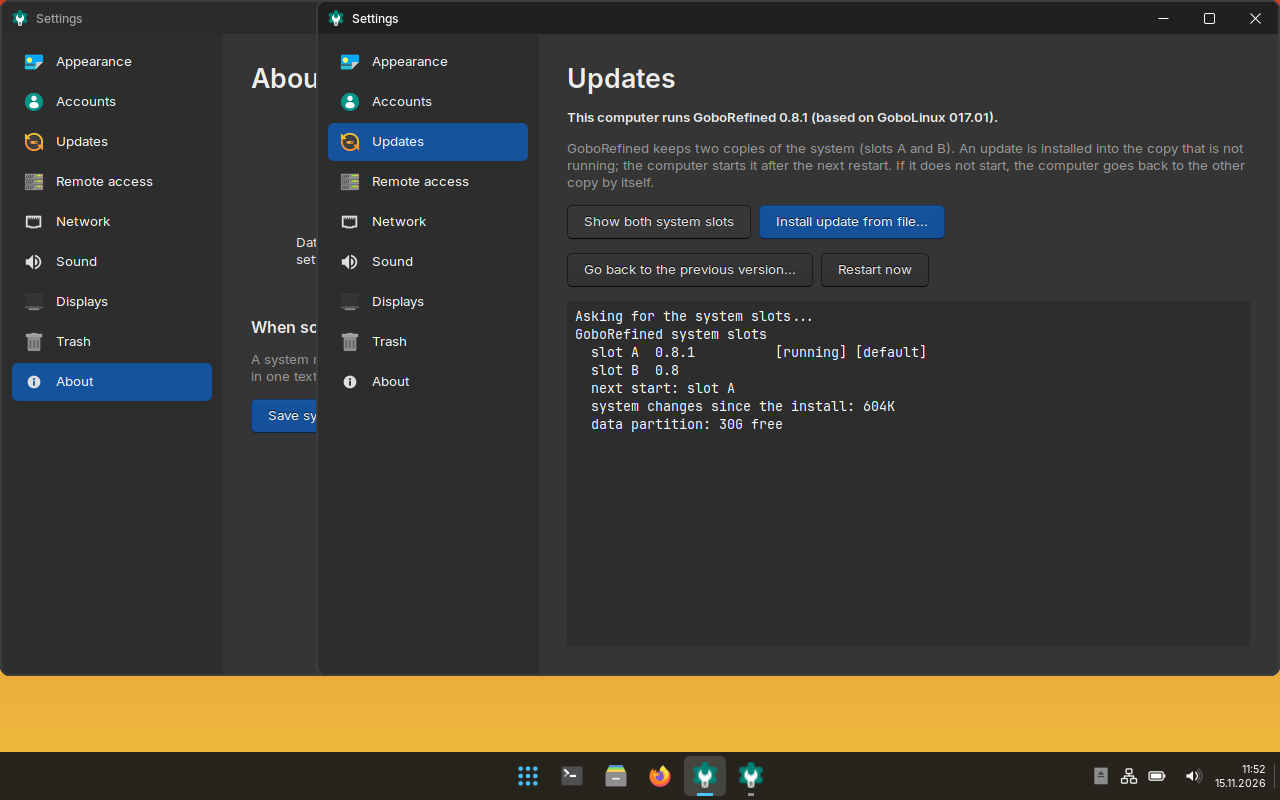 Settings
Appearance
Accounts
Updates
Remote access
Network
Sound
Displays
Trash
About
Abou
Dat
set
When so
A system r
in one text
Save sy
Settings
Appearance
Accounts
Updates
Remote access
Network
Sound
Displays
Trash
About
Updates
This computer runs GoboRefined 0.8.1 (based on GoboLinux 017.01).
GoboRefined keeps two copies of the system (slots A and B). An update is installed into the copy that is not
running; the computer starts it after the next restart. If it does not start, the computer goes back to the other
copy by itself.
Show both system slots
Install update from file...
Go back to the previous version...
Restart now
Asking for the system slots...
GoboRefined system slots
slot A 0.8.1 [running] [default]
slot B 0.8
next start: slot A
system changes since the install: 604K
data partition: 30G free
11:52
15.11.2026